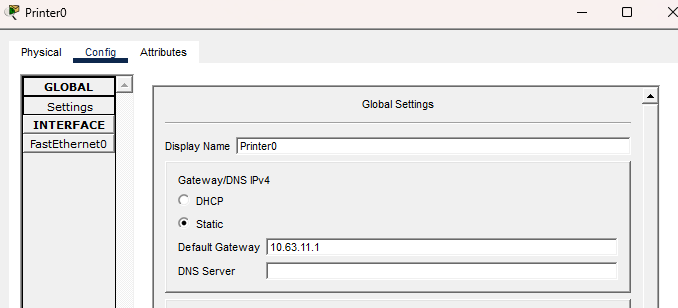 Printer0
Physical Config Attributes
GLOBAL
Settings
INTERFACE
FastEthernet0
Global Settings
Display Name Printer0
Gateway/DNS IPv4
DHCP
Static
Default Gateway 10.63.11.1
DNS Server